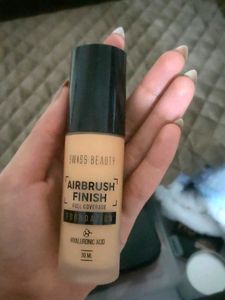 SWISS BEAUTY
AIRBRUSH
FINISH
FULL COVERAGE
FOUNDATION
HYALURONIC ACID
30 ML